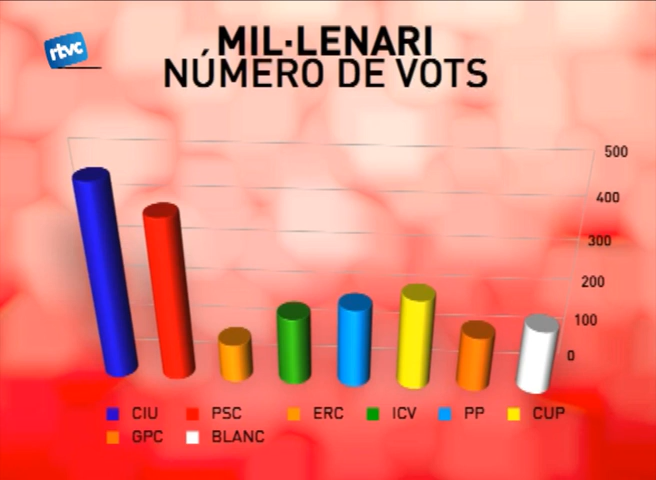 rtvc
MIL·LENARI
NÚMERO DE VOTS
500
400
300
200
100
0
CIU PSC ERC ICV PP CUP
GPC BLANC